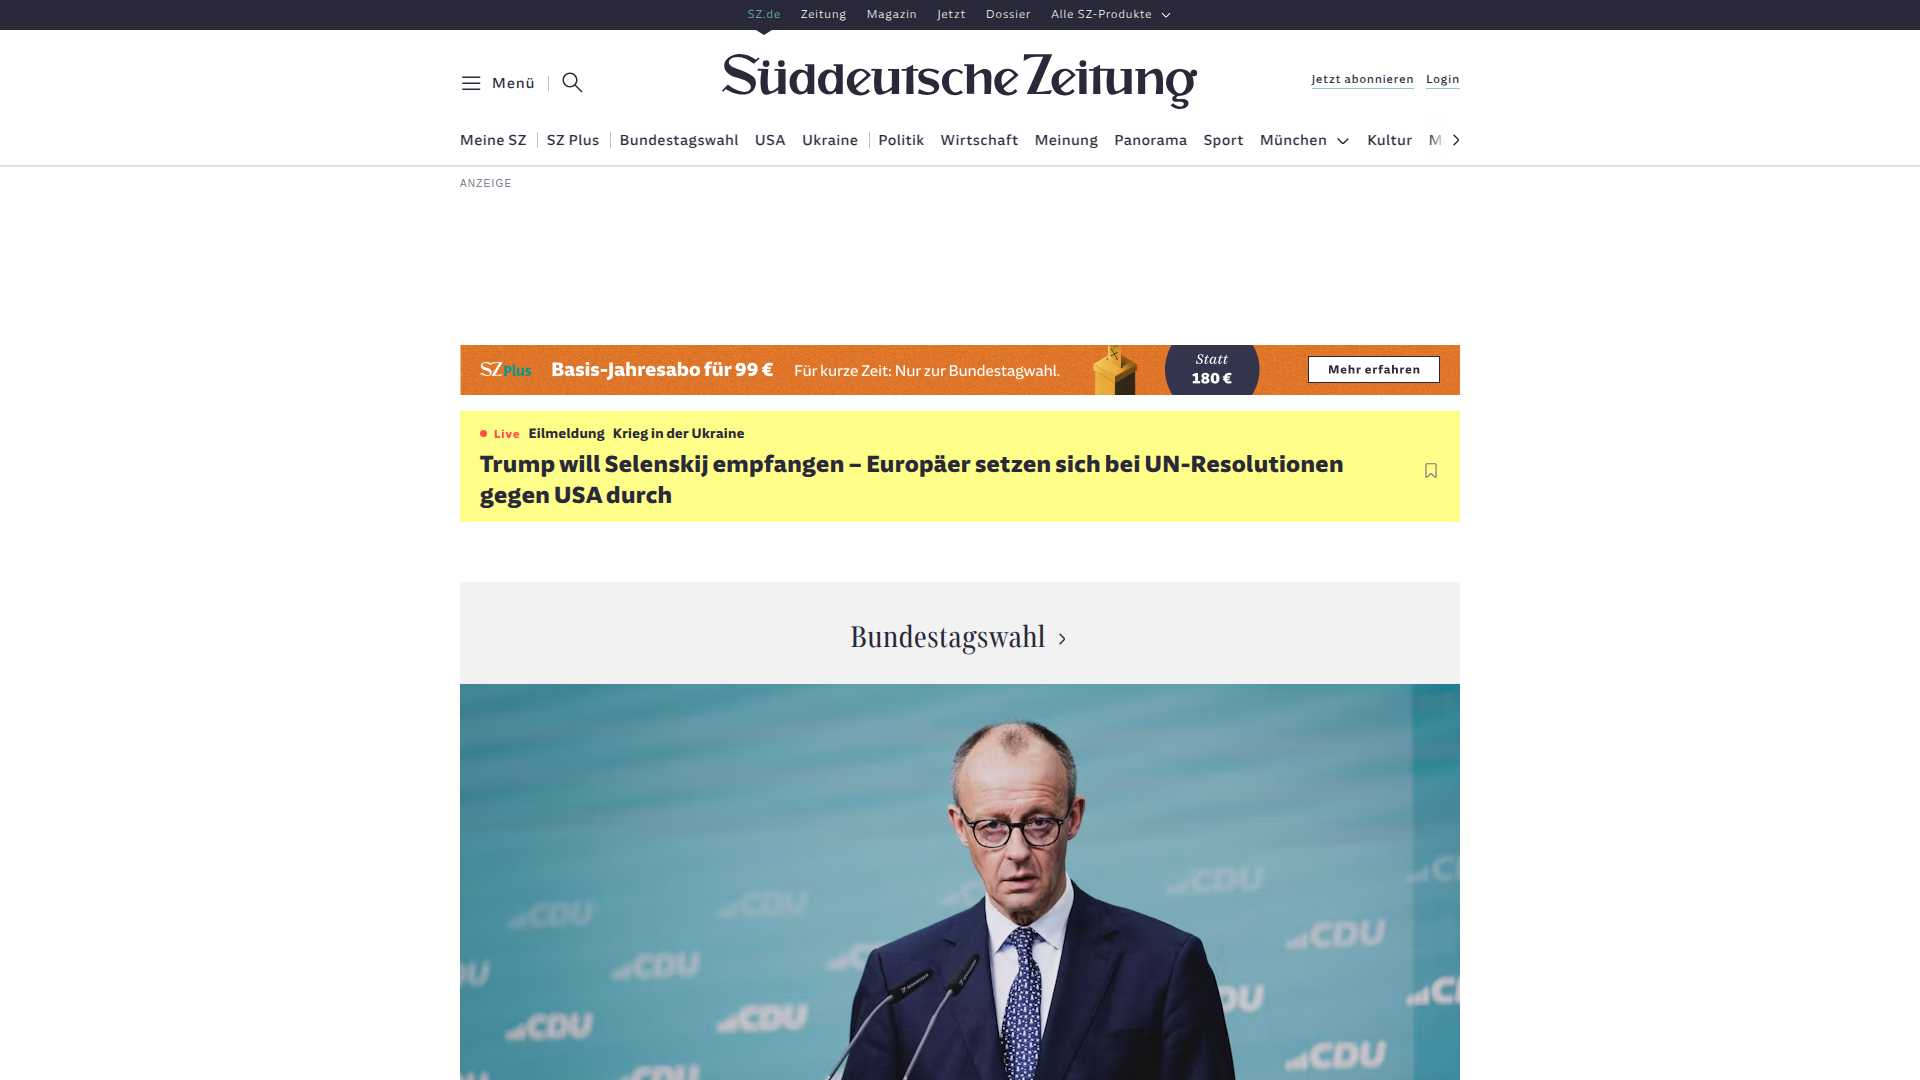 SZ.de Zeitung Magazin Jetzt Dossier Alle SZ-Produkte
Menü
Süddeutsche Zeitung
Jetzt abonnieren Login
Meine SZ SZ Plus Bundestagswahl USA Ukraine Politik Wirtschaft Meinung Panorama Sport München Kultur M
ANZEIGE
SZ Plus Basis-Jahresabo für 99 € Für kurze Zeit: Nur zur Bundestagwahl.
Statt
180 €
Mehr erfahren
Live Eilmeldung Krieg in der Ukraine
Trump will Selenskij empfangen – Europäer setzen sich bei UN-Resolutionen
gegen USA durch
Bundestagswahl
CDU CDU CDU
CDU CDU
CDU CDU
CDU CDU CDU